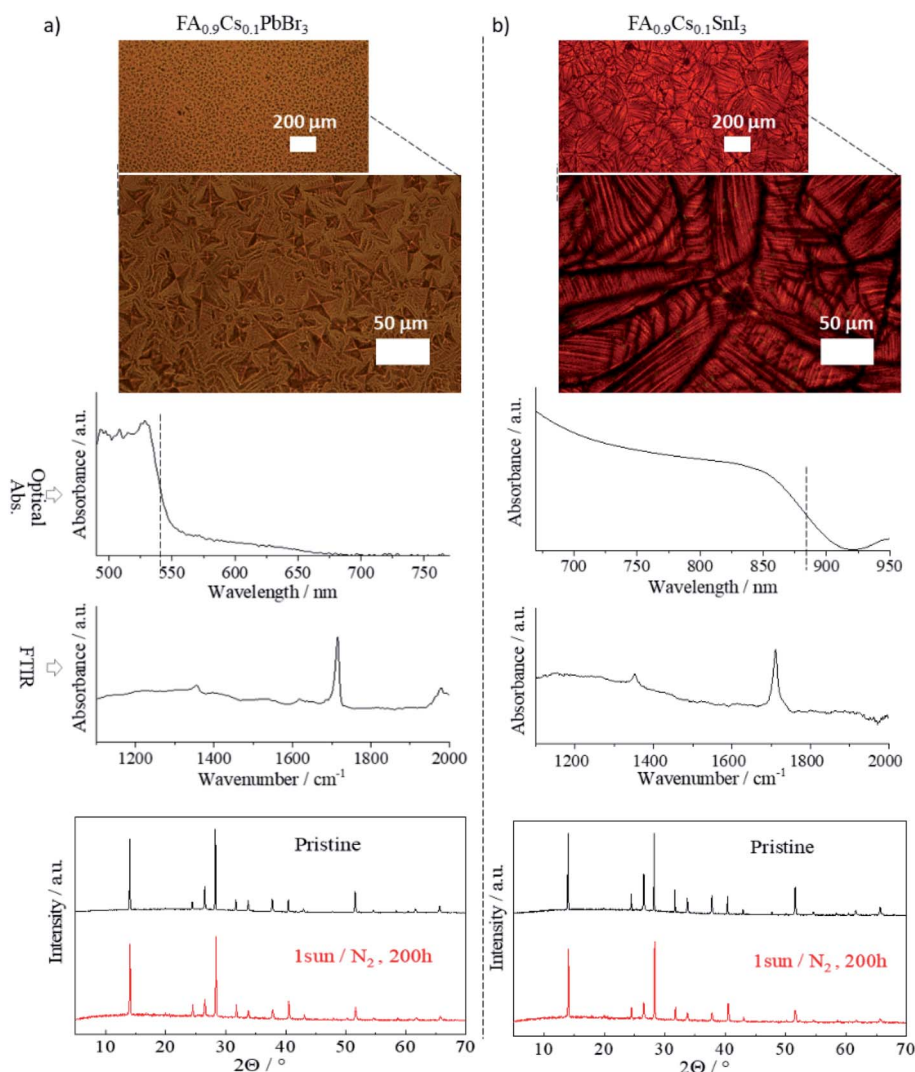 a)
FA₀.₉Cs₀.₁PbBr₃
200 μm
50 μm
Optical
Abs.
Absorbance / a.u.
500 550 600 650 700 750
Wavelength / nm
FTIR
Absorbance / a.u.
1200 1400 1600 1800 2000
Wavenumber / cm⁻¹
Intensity / a.u.
Pristine
1sun / N₂, 200h
10 20 30 40 50 60 70
2Θ / °
b)
FA₀.₉Cs₀.₁SnI₃
200 μm
50 μm
Absorbance / a.u.
700 750 800 850 900 950
Wavelength / nm
Absorbance / a.u.
1200 1400 1600 1800 2000
Wavenumber / cm⁻¹
Intensity / a.u.
Pristine
1sun / N₂, 200h
10 20 30 40 50 60 70
2Θ / °